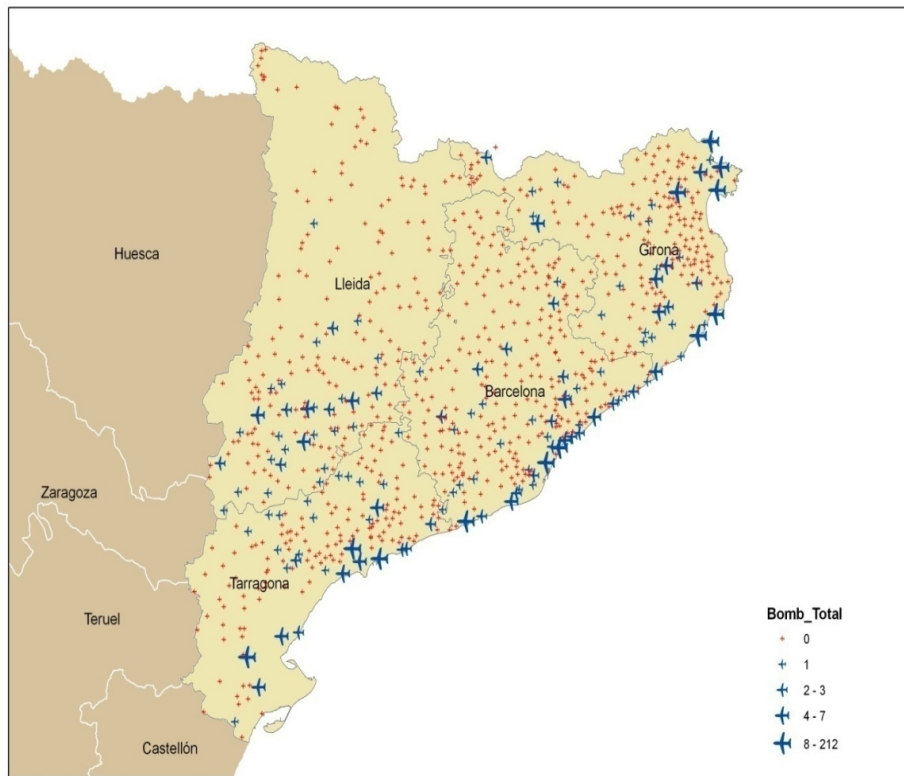 Huesca
Girona
Lleida
Barcelona
Zaragoza
Tarragona
Teruel
Castellón
Bomb_Total
0
1
2 - 3
4 - 7
8 - 212